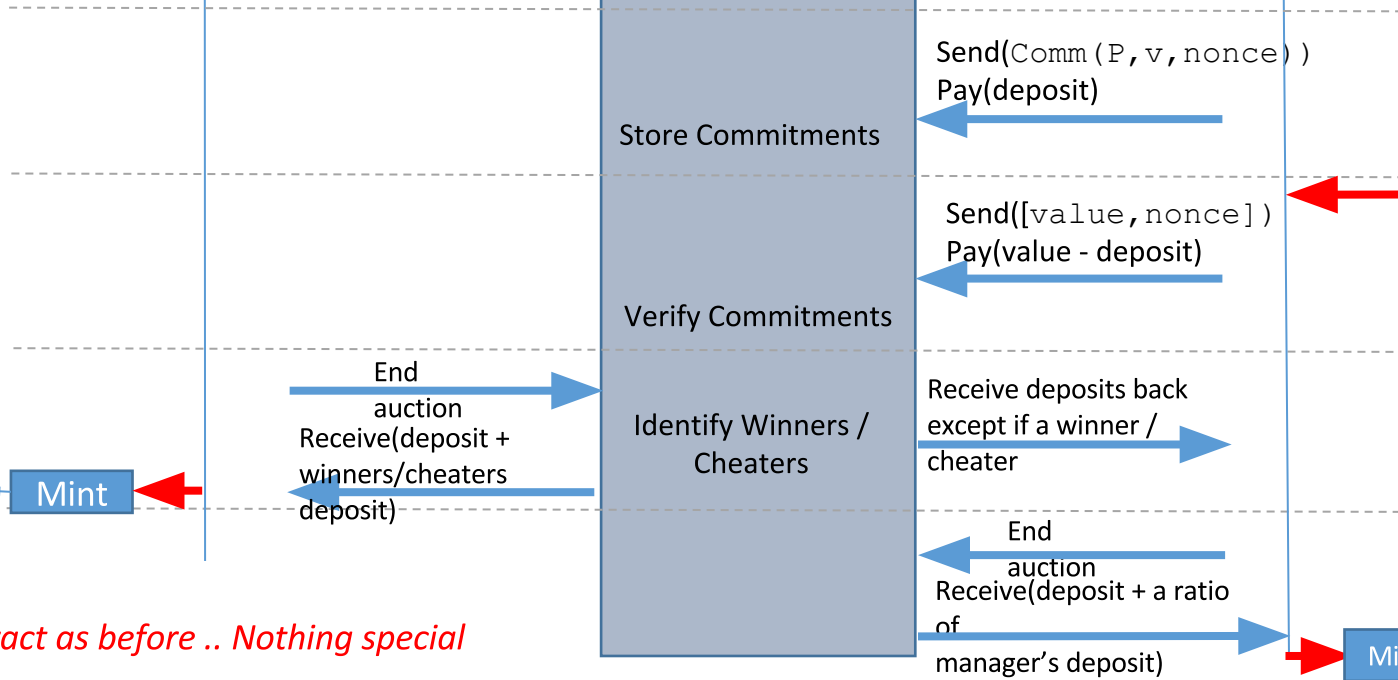 Send(Comm(P,v,nonce))
Pay(deposit)
Store Commitments
Send([value,nonce])
Pay(value - deposit)
Verify Commitments
End
auction
Receive(deposit +
winners/cheaters
deposit)
Mint
Identify Winners /
Cheaters
Receive deposits back
except if a winner /
cheater
End
auction
Receive(deposit + a ratio
of
manager’s deposit)
as before .. Nothing special